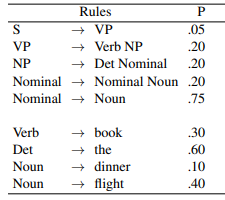 Rules P
S → VP .05
VP → Verb NP .20
NP → Det Nominal .20
Nominal → Nominal Noun .20
Nominal → Noun .75
Verb → book .30
Det → the .60
Noun → dinner .10
Noun → flight .40